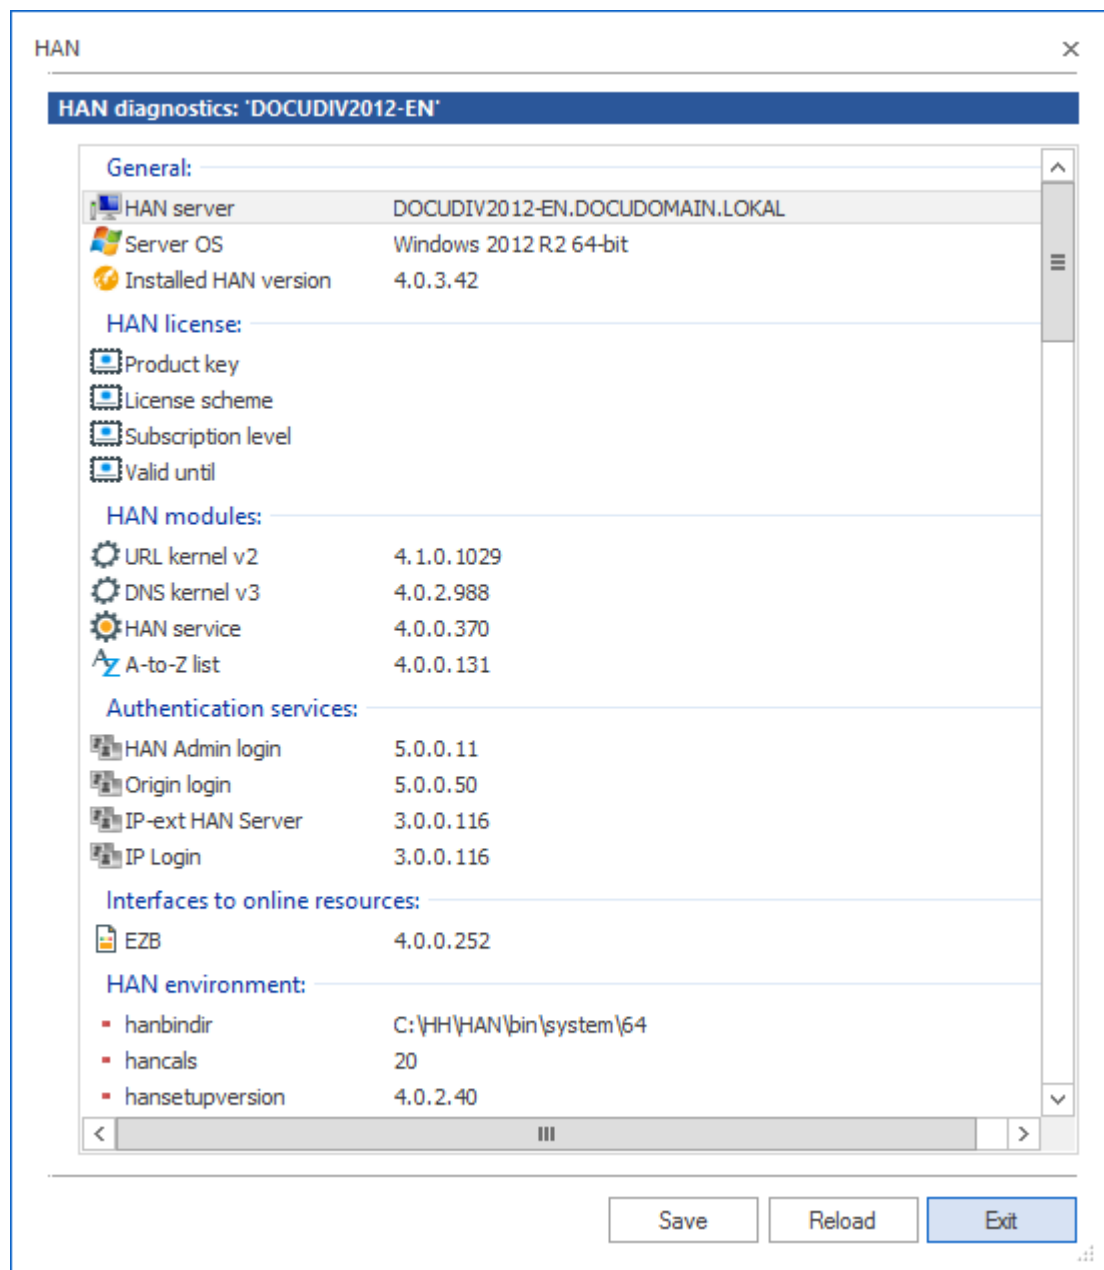 HAN
HAN diagnostics: 'DOCUDIV2012-EN'
General:
HAN server DOCUDIV2012-EN.DOCUDOMAIN.LOKAL
Server OS Windows 2012 R2 64-bit
Installed HAN version 4.0.3.42
HAN license:
Product key
License scheme
Subscription level
Valid until
HAN modules:
URL kernel v2 4.1.0.1029
DNS kernel v3 4.0.2.988
HAN service 4.0.0.370
A-to-Z list 4.0.0.131
Authentication services:
HAN Admin login 5.0.0.11
Origin login 5.0.0.50
IP-ext HAN Server 3.0.0.116
IP Login 3.0.0.116
Interfaces to online resources:
EZB 4.0.0.252
HAN environment:
hanbindir C:\HH\HAN\bin\system\64
hancals 20
hansetupversion 4.0.2.40
Save Reload Exit